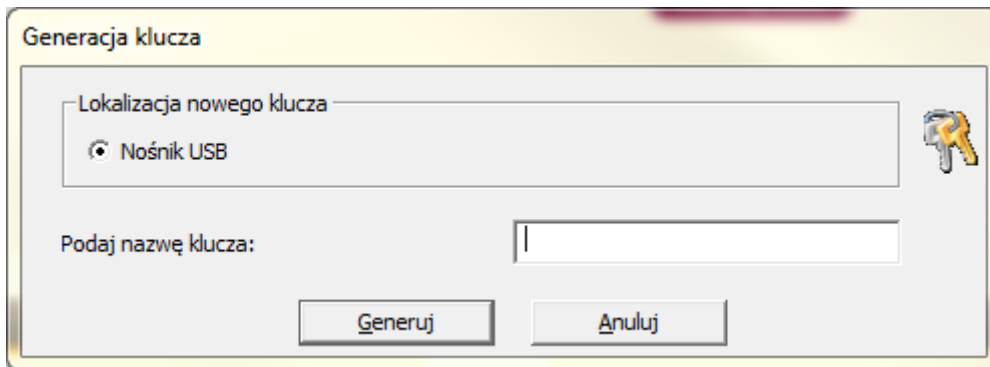 Generacja klucza
Lokalizacja nowego klucza
Nośnik USB
Podaj nazwę klucza:
Generuj Anuluj